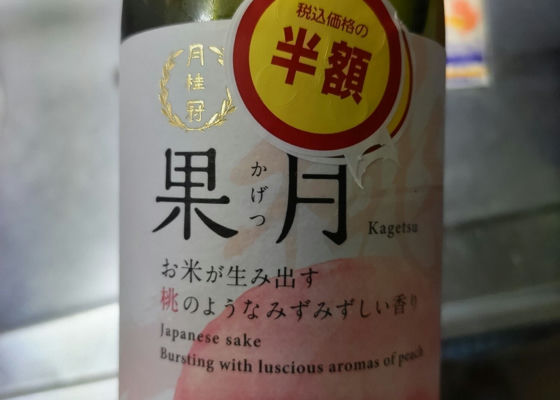 税込価格の
半額
月桂冠
果月
かげつ
Kagetsu
お米が生み出す
桃のようなみずみずしい香り
Japanese sake
Bursting with luscious aromas of peach